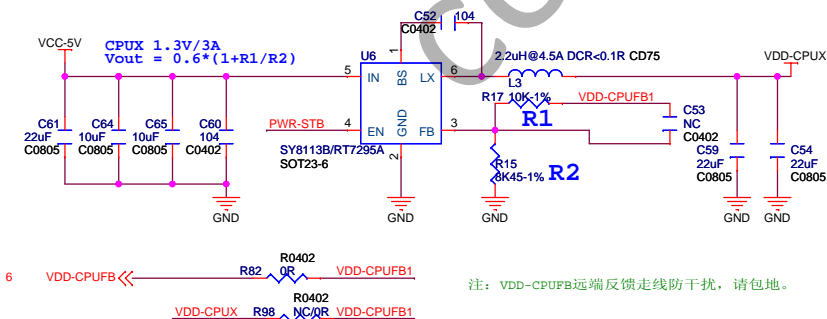 C52 104
C0402
VCC-5V
CPUX 1.3V/3A
Vout = 0.6*(1+R1/R2)
U6
2.2uH@4.5A DCR<0.1R CD75
VDD-CPUX
1
5 IN BS LX 6
L3
R17 10K-1% VDD-CPUFB1
R1
C61
22uF
C0805
C64
10uF
C0805
C65
10uF
C0805
C60
104
C0402
PWR-STB 4 EN GND FB 3
2
SY8113B/RT7295A
SOT23-6
R15
8K45-1% R2
C53
NC
C0402
C59
22uF
C0805
C54
22uF
C0805
GND GND GND GND GND
R0402
6 VDD-CPUFB R82 0R VDD-CPUFB1
注：VDD-CPUFB远端反馈走线防干扰，请包地。
R0402
VDD-CPUX R98 NC/0R VDD-CPUFB1